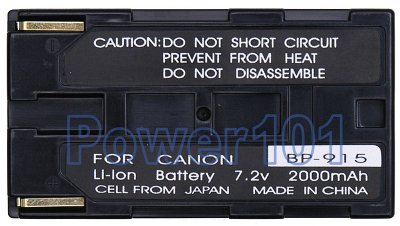 CAUTION: DO NOT SHORT CIRCUIT
PREVENT FROM HEAT
DO NOT DISASSEMBLE
Power101
FOR CANON BP-915
Li-Ion Battery 7.2v 2000mAh
CELL FROM JAPAN MADE IN CHINA